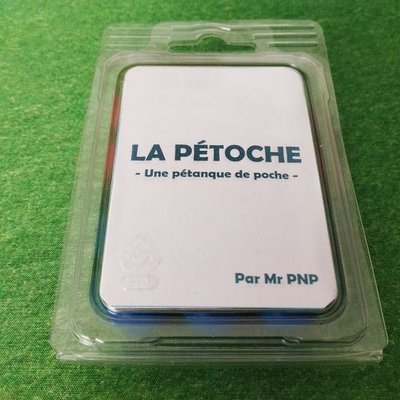 LA PÉTOCHE
- Une pétanque de poche -
Par Mr PNP